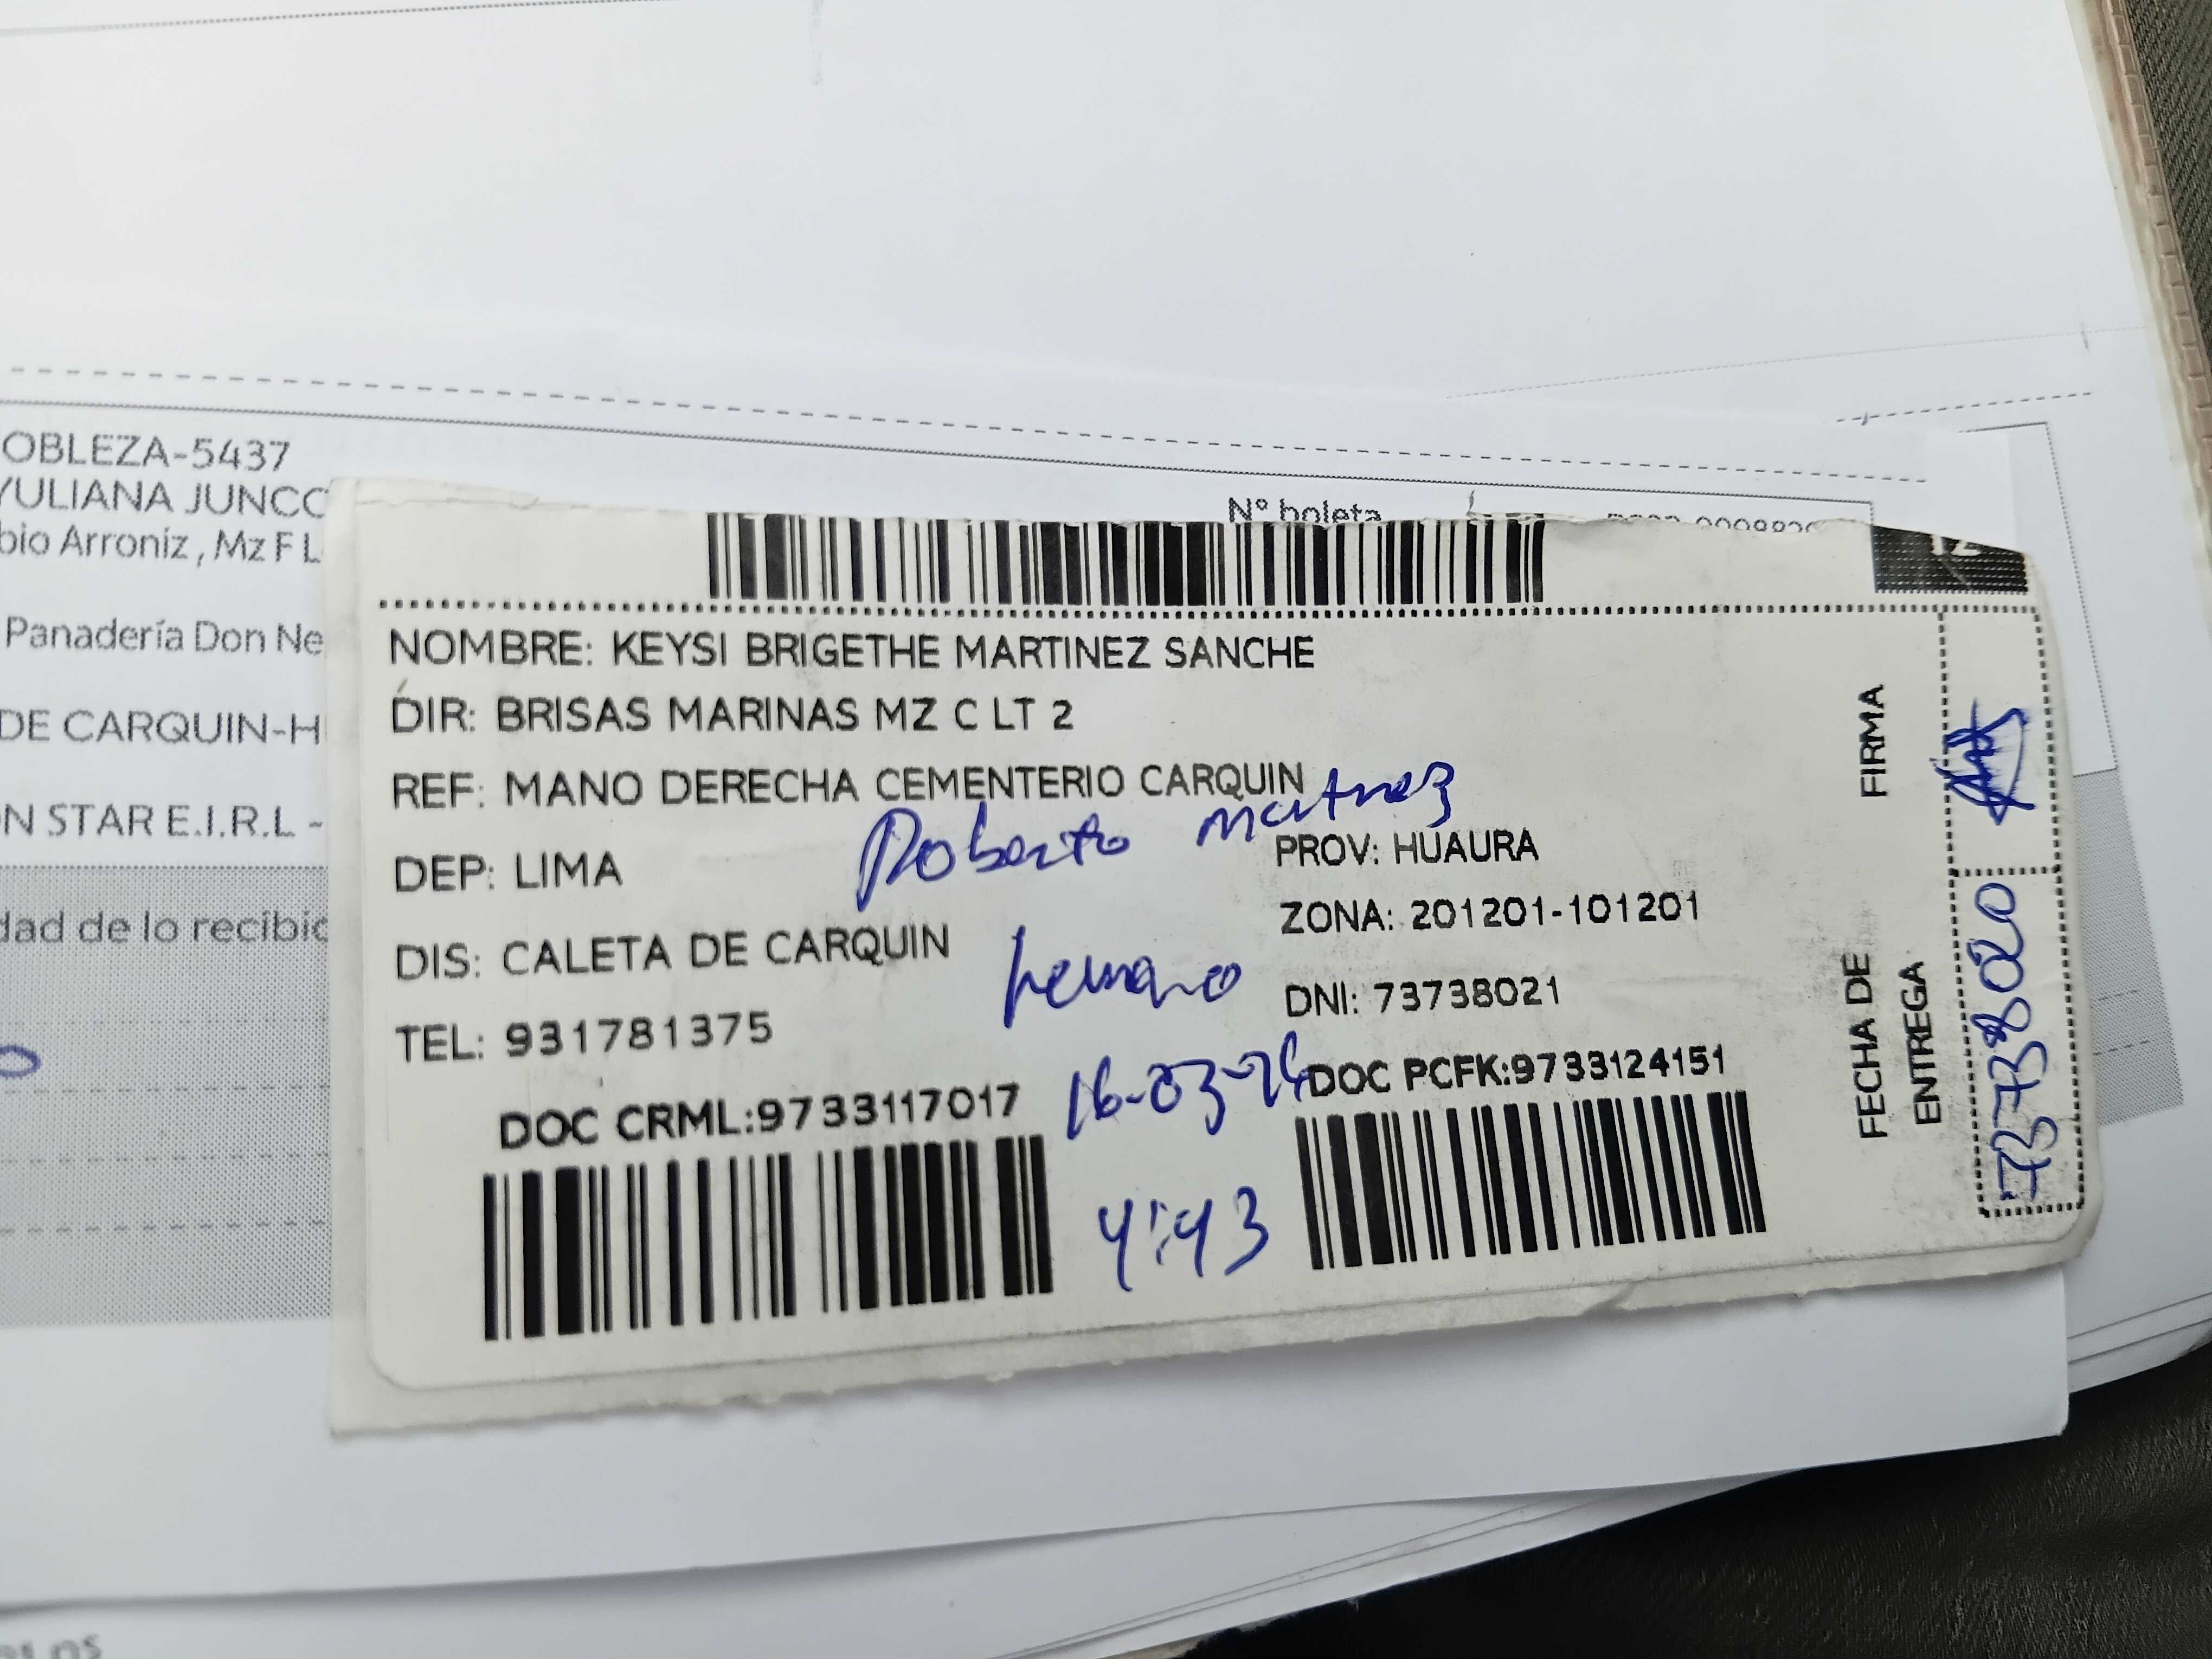 OBLEZA-5437
YULIANA JUNCO
bio Arroniz , Mz F L
Panadería Don Ne
DE CARQUIN-H
N STAR E.I.R.L -
dad de lo recibic
Nº boleta
NOMBRE: KEYSI BRIGETHE MARTINEZ SANCHE
DIR: BRISAS MARINAS MZ C LT 2
REF: MANO DERECHA CEMENTERIO CARQUIN
Roberto Martinez
DEP: LIMA
PROV: HUAURA
ZONA: 201201-101201
DIS: CALETA DE CARQUIN
hermano
DNI: 73738021
TEL: 931781375
DOC CRML:9733117017
16-03-24
DOC PCFK:9733124151
4:43
FIRMA
FECHA DE
ENTREGA
73738020